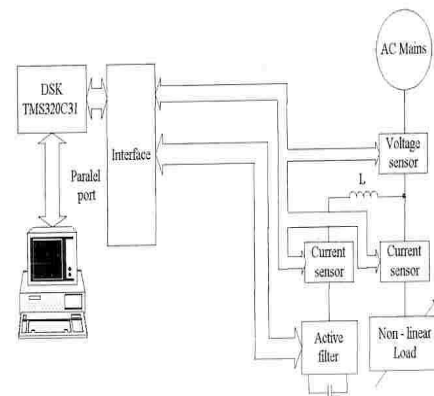 AC Mains
DSK
TMS320C31
Interface
Paralel
port
Voltage
sensor
L
Current
sensor
Current
sensor
Active
filter
Non - linear
Load